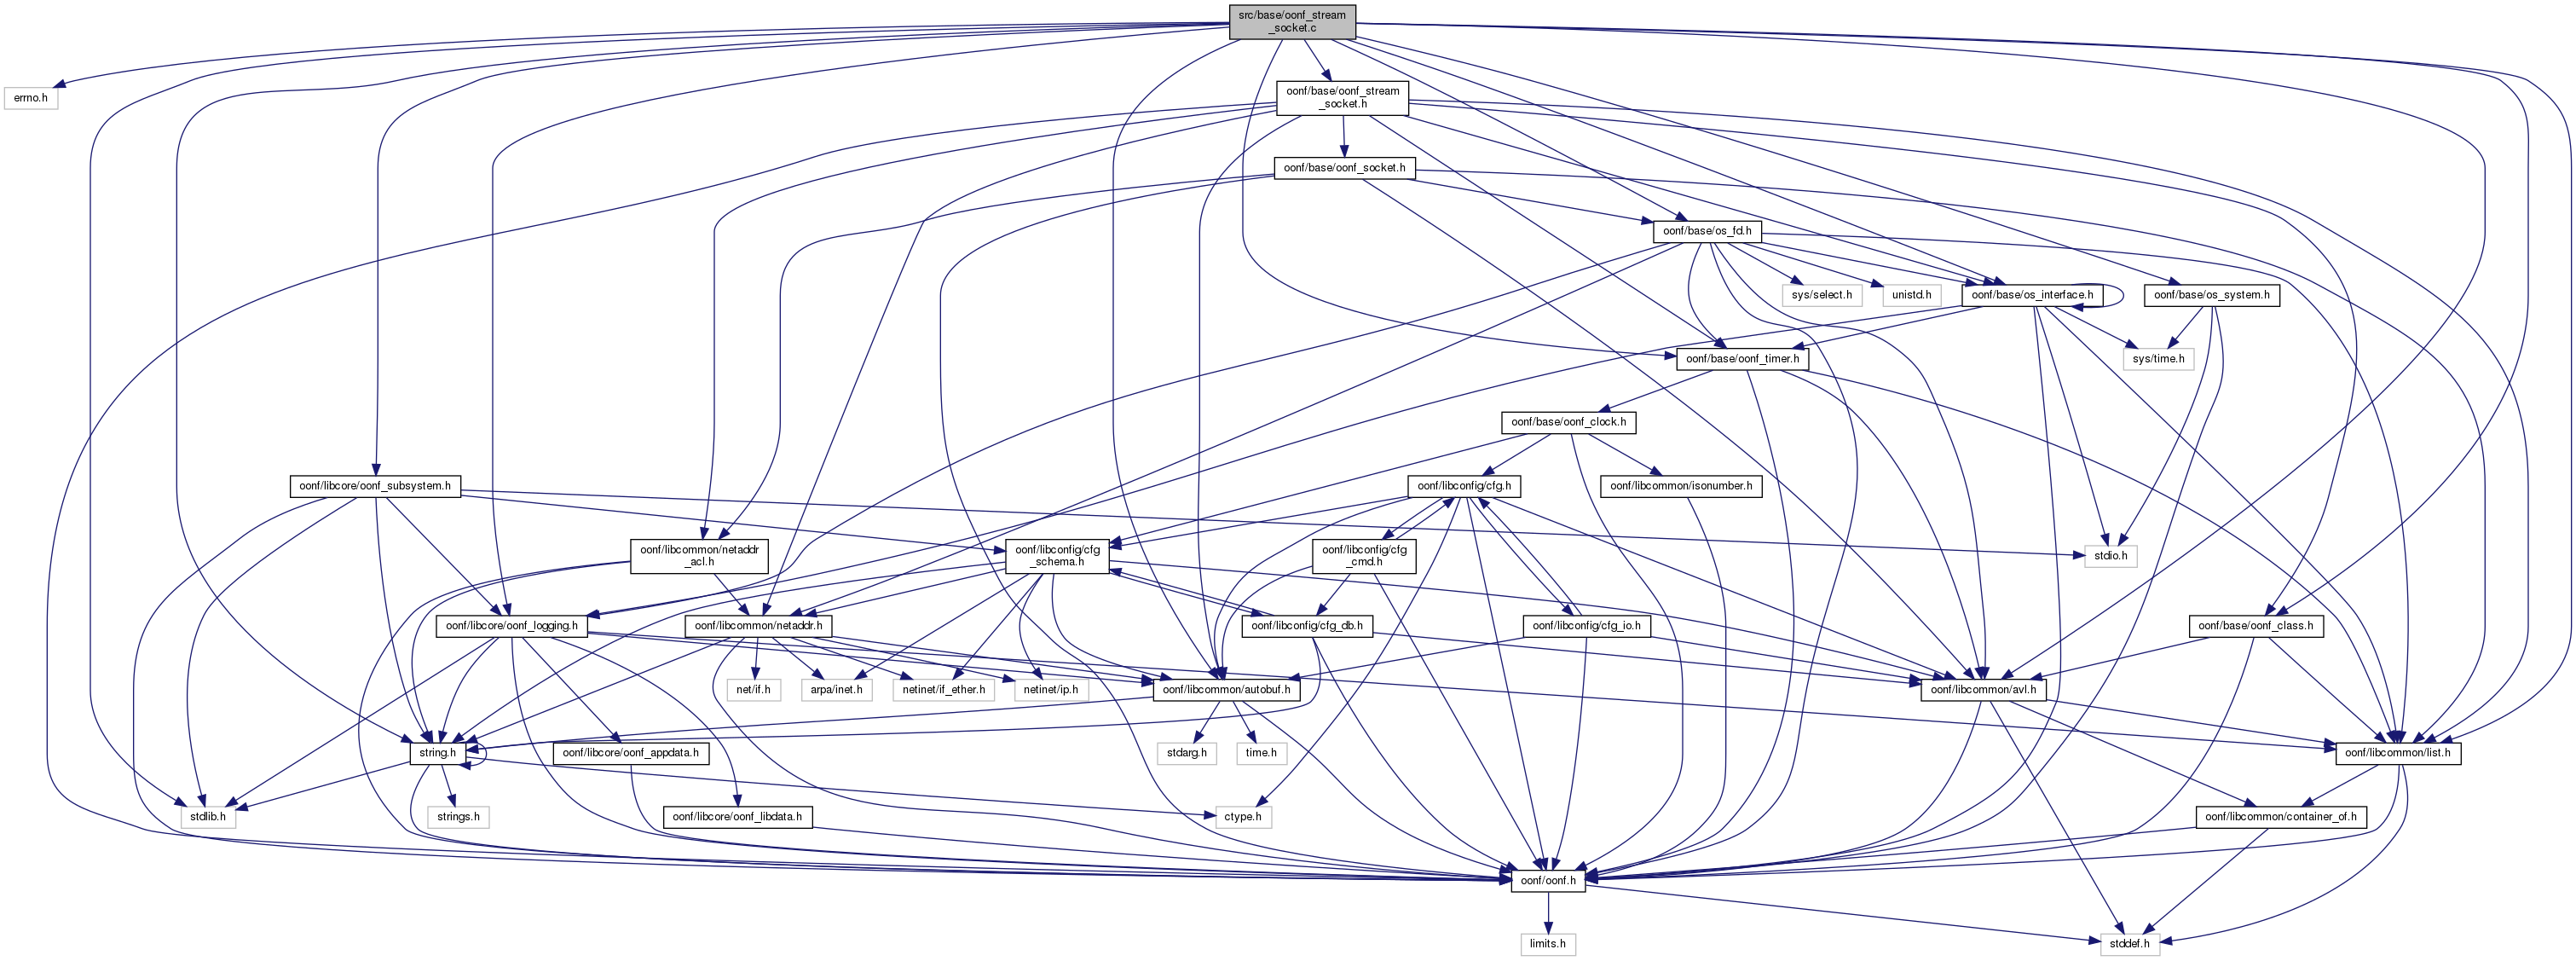 src/base/oonf_stream
_socket.c
errno.h
oonf/base/oonf_stream
_socket.h
oonf/base/oonf_socket.h
oonf/base/os_fd.h
sys/select.h
unistd.h
oonf/base/os_interface.h
oonf/base/os_system.h
oonf/base/oonf_timer.h
sys/time.h
oonf/base/oonf_clock.h
oonf/libcore/oonf_subsystem.h
oonf/libconfig/cfg.h
oonf/libcommon/isonumber.h
oonf/libcommon/netaddr
_acl.h
oonf/libconfig/cfg
_schema.h
oonf/libconfig/cfg
_cmd.h
stdio.h
oonf/libcore/oonf_logging.h
oonf/libcommon/netaddr.h
oonf/libconfig/cfg_db.h
oonf/libconfig/cfg_io.h
oonf/base/oonf_class.h
net/if.h
arpa/inet.h
netinet/if_ether.h
netinet/ip.h
oonf/libcommon/autobuf.h
oonf/libcommon/avl.h
string.h
oonf/libcore/oonf_appdata.h
stdarg.h
time.h
oonf/libcommon/list.h
stdlib.h
strings.h
oonf/libcore/oonf_libdata.h
ctype.h
oonf/libcommon/container_of.h
oonf/oonf.h
limits.h
stddef.h